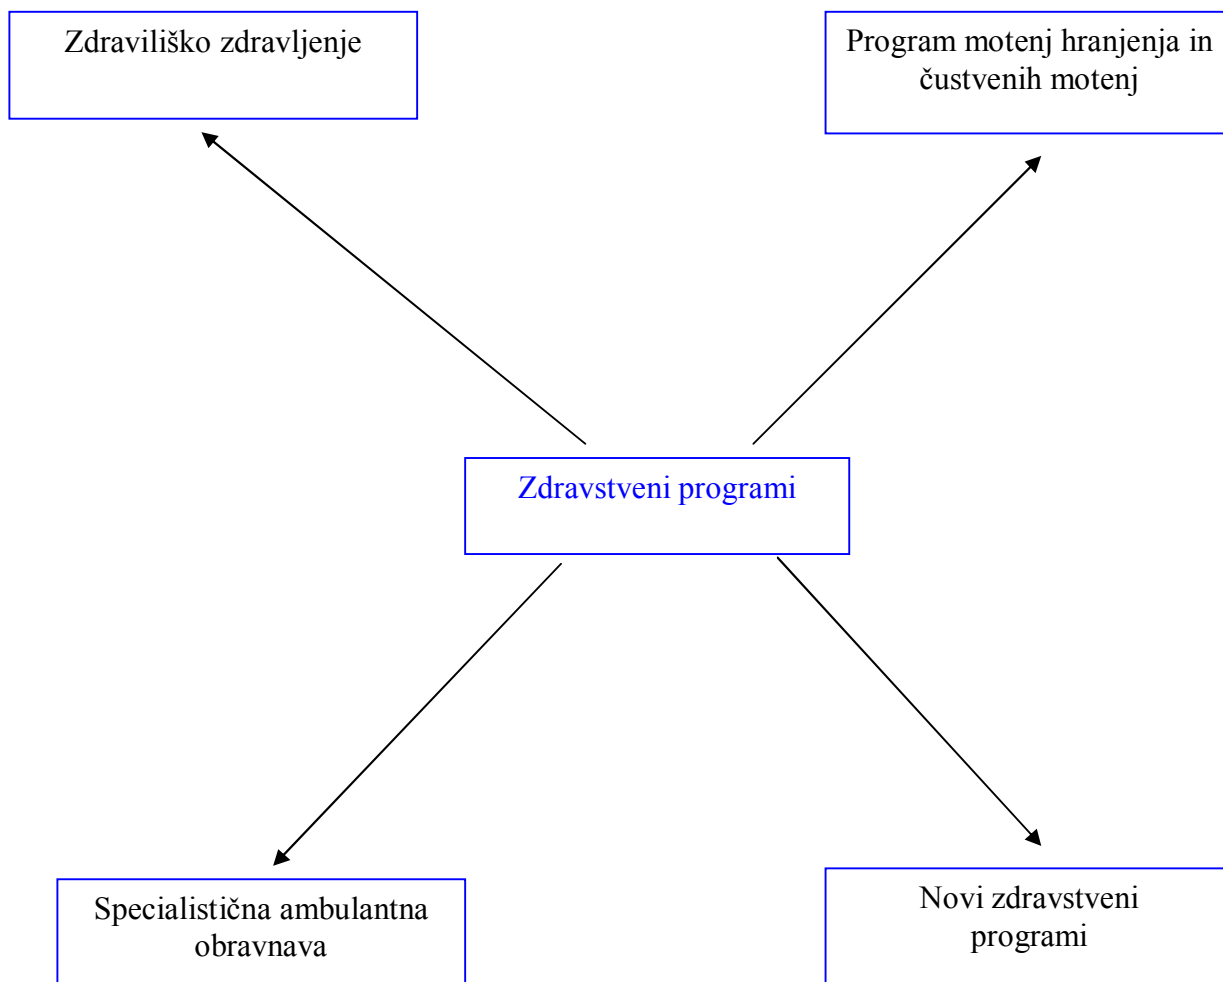 Zdraviliško zdravljenje
Program motenj hranjenja in
čustvenih motenj
Zdravstveni programi
Specialistična ambulantna
obravnava
Novi zdravstveni
programi